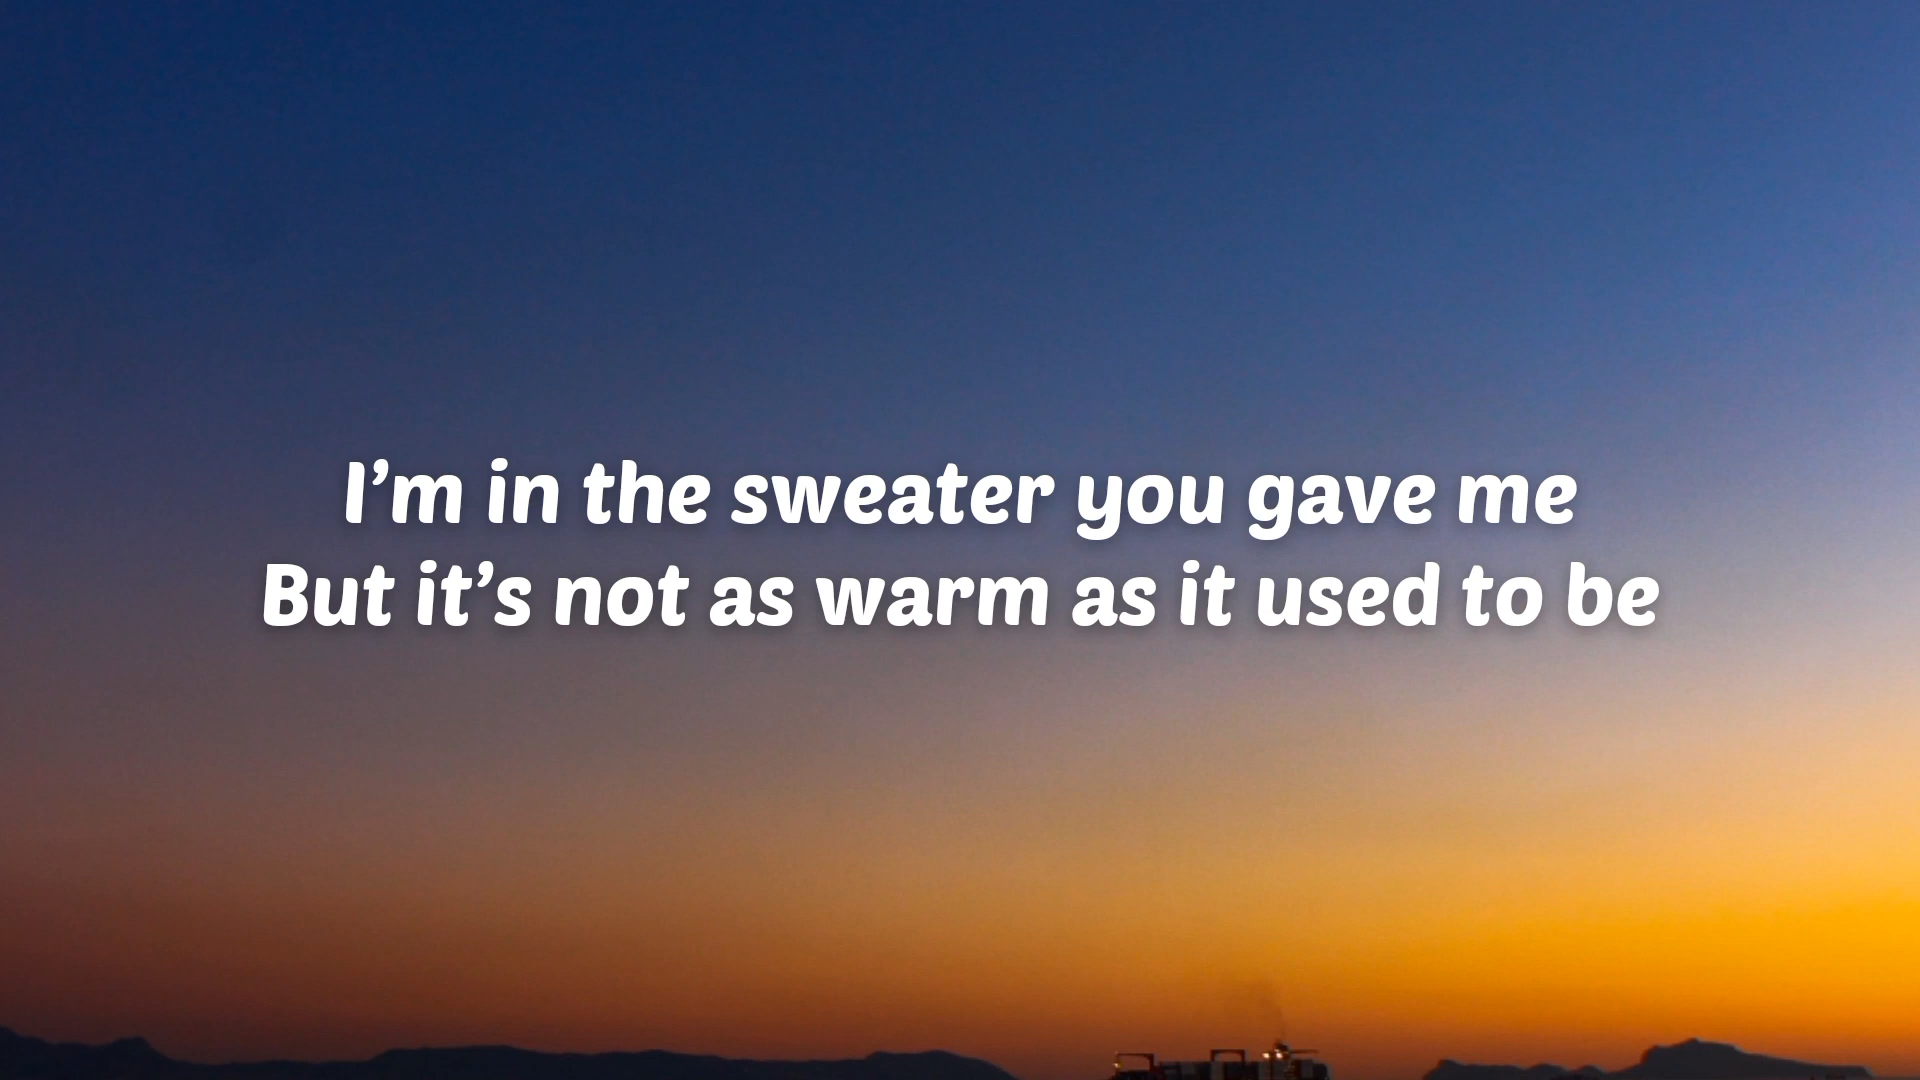 I’m in the sweater you gave me
But it’s not as warm as it used to be